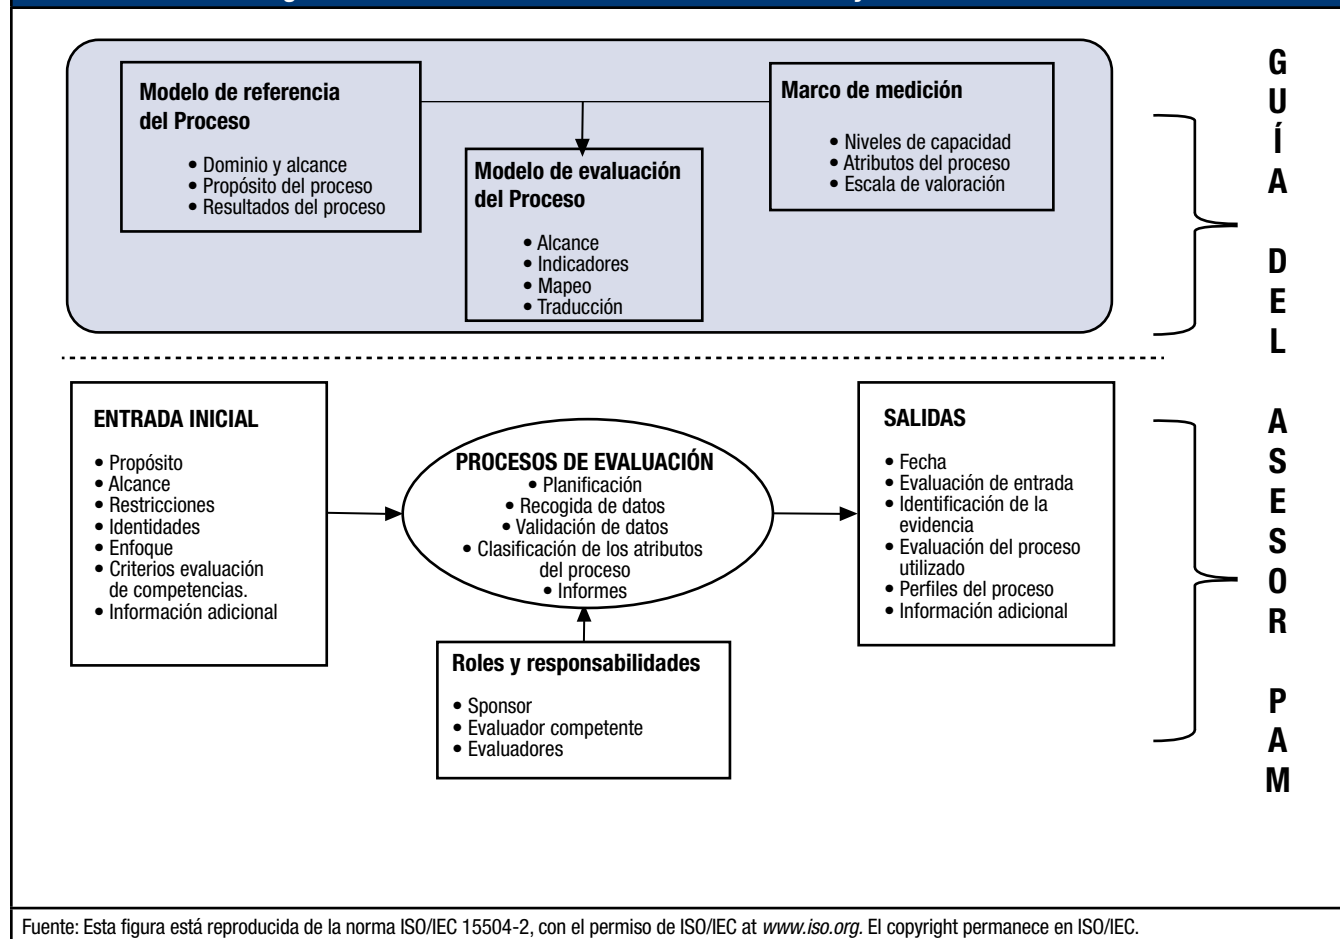 Modelo de referencia
del Proceso
• Dominio y alcance
• Propósito del proceso
• Resultados del proceso
Modelo de evaluación
del Proceso
• Alcance
• Indicadores
• Mapeo
• Traducción
Marco de medición
• Niveles de capacidad
• Atributos del proceso
• Escala de valoración
ENTRADA INICIAL
• Propósito
• Alcance
• Restricciones
• Identidades
• Enfoque
• Criterios evaluación
de competencias.
• Información adicional
PROCESOS DE EVALUACIÓN
• Planificación
• Recogida de datos
• Validación de datos
• Clasificación de los atributos
del proceso
• Informes
Roles y responsabilidades
• Sponsor
• Evaluador competente
• Evaluadores
SALIDAS
• Fecha
• Evaluación de entrada
• Identificación de la
evidencia
• Evaluación del proceso
utilizado
• Perfiles del proceso
• Información adicional
GUÍA DEL ASESOR PAM
Fuente: Esta figura está reproducida de la norma ISO/IEC 15504-2, con el permiso de ISO/IEC at www.iso.org. El copyright permanece en ISO/IEC.